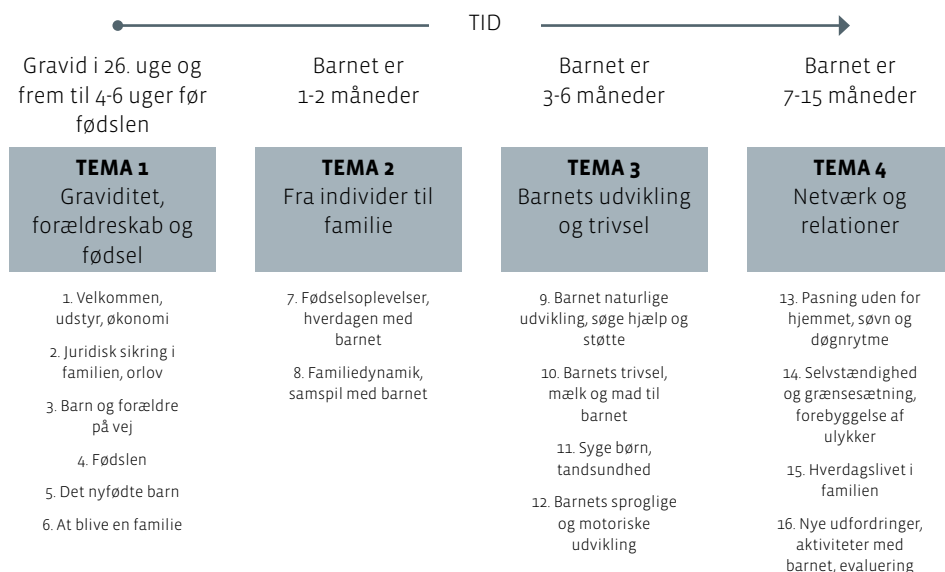 TID
Gravid i 26. uge og
frem til 4-6 uger før
fødslen
TEMA 1
Graviditet,
forældreskab og
fødsel
1. Velkommen,
udstyr, økonomi
2. Juridisk sikring i
familien, orlov
3. Barn og forældre
på vej
4. Fødslen
5. Det nyfødte barn
6. At blive en familie
Barnet er
1-2 måneder
TEMA 2
Fra individer til
familie
7. Fødselsoplevelser,
hverdagen med
barnet
8. Familiedynamik,
samspil med barnet
Barnet er
3-6 måneder
TEMA 3
Barnets udvikling
og trivsel
9. Barnet naturlige
udvikling, søge hjælp og
støtte
10. Barnets trivsel,
mælk og mad til
barnet
11. Syge børn,
tandsundhed
12. Barnets sproglige
og motoriske
udvikling
Barnet er
7-15 måneder
TEMA 4
Netværk og
relationer
13. Pasning uden for
hjemmet, søvn og
døgnrytme
14. Selvstændighed
og grænsesætning,
forebyggelse af
ulykker
15. Hverdagslivet i
familien
16. Nye udfordringer,
aktiviteter med
barnet, evaluering